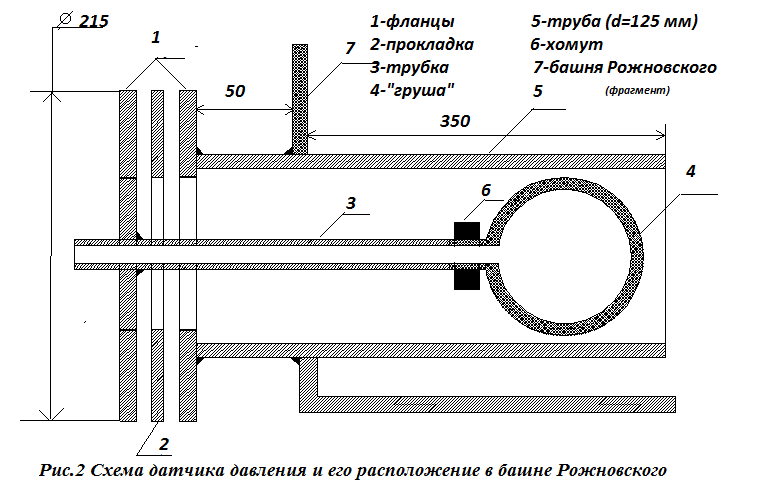 ⌀ 215
1
50
7
350
1-фланцы
2-прокладка
3-трубка
4-"груша"
5-труба (d=125 мм)
6-хомут
7-башня Рожновского
(фрагмент)
5
4
6
3
2
Рис.2 Схема датчика давления и его расположение в башне Рожновского